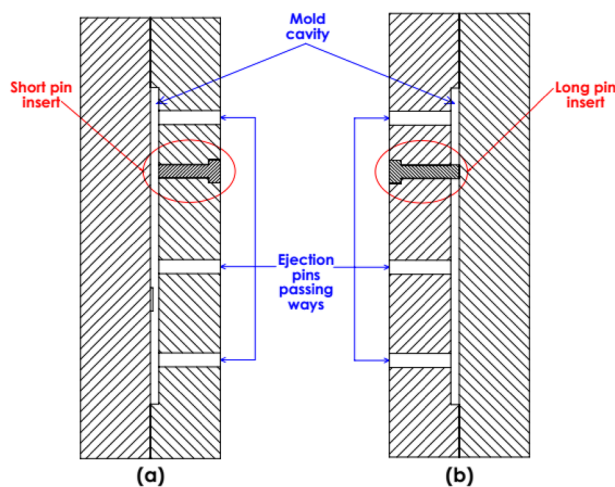 Mold
cavity
Short pin
insert
Long pin
insert
Ejection
pins
passing
ways
(a)
(b)